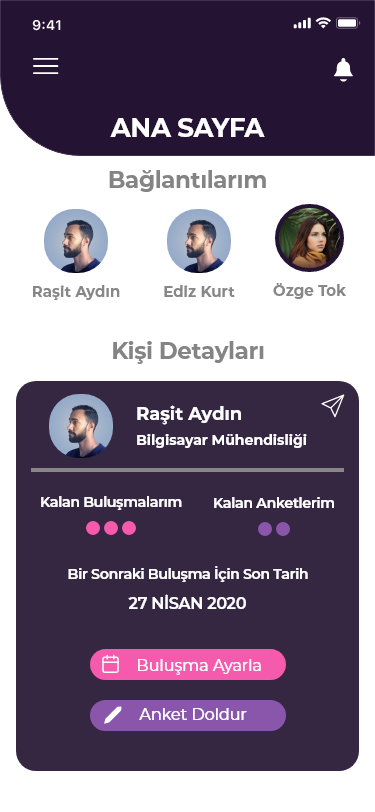 9:41
ANA SAYFA
Bağlantılarım
Raşit Aydın
Ediz Kurt
Özge Tok
Kişi Detayları
Raşit Aydın
Bilgisayar Mühendisliği
Kalan Buluşmalarım
Kalan Anketlerim
Bir Sonraki Buluşma İçin Son Tarih
27 NİSAN 2020
Buluşma Ayarla
Anket Doldur